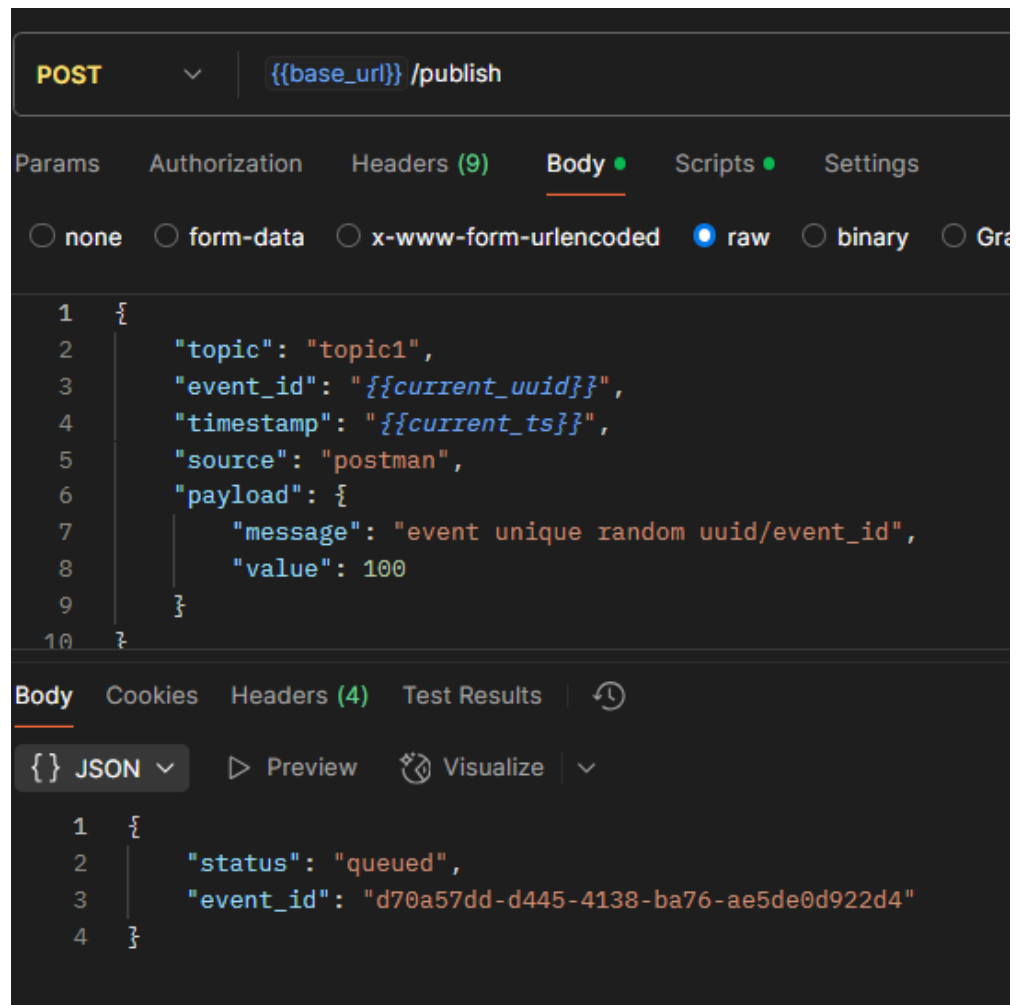 POST {{base_url}} /publish
Params Authorization Headers (9) Body Scripts Settings
none form-data x-www-form-urlencoded raw binary Gra
1 {
2 "topic": "topic1",
3 "event_id": "{{current_uuid}}",
4 "timestamp": "{{current_ts}}",
5 "source": "postman",
6 "payload": {
7 "message": "event unique random uuid/event_id",
8 "value": 100
9 }
10 }
Body Cookies Headers (4) Test Results
{} JSON Preview Visualize
1 {
2 "status": "queued",
3 "event_id": "d70a57dd-d445-4138-ba76-ae5de0d922d4"
4 }